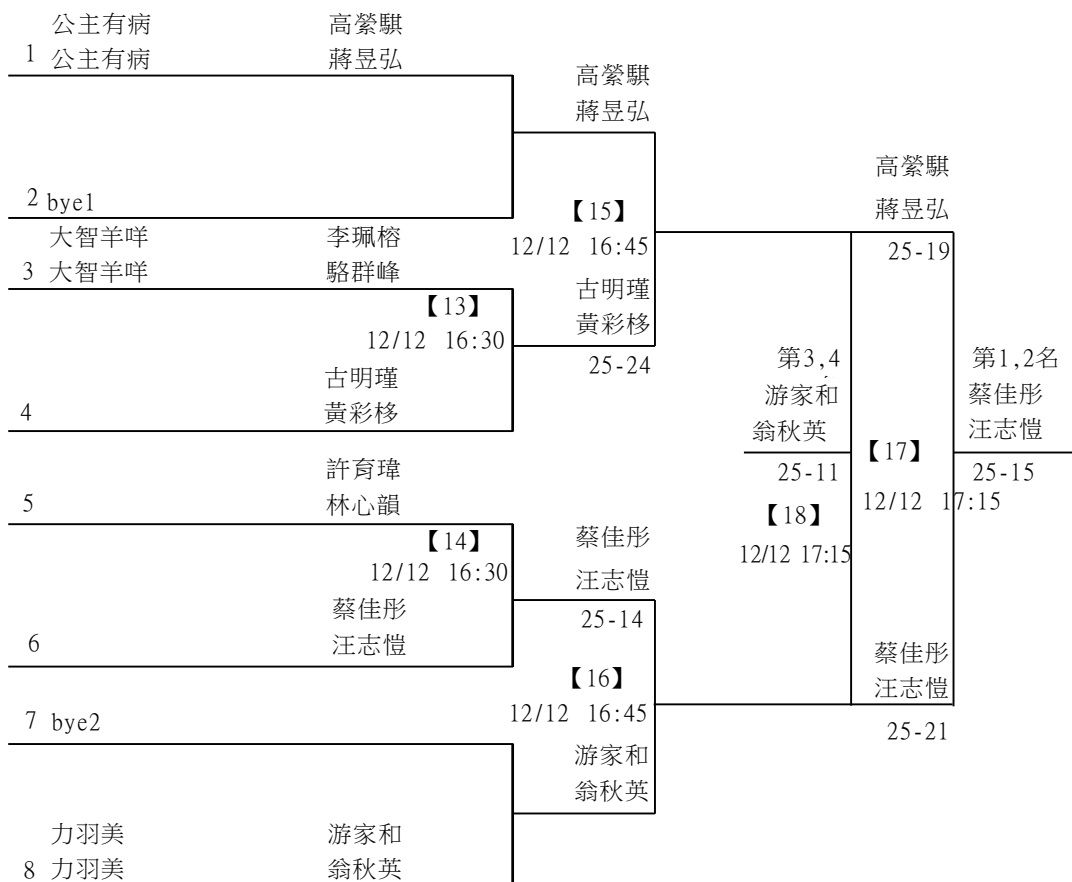 公主有病 高縈騏
1 公主有病 蔣昱弘
高縈騏
蔣昱弘
高縈騏
蔣昱弘
25-19
2 bye1
【15】
12/12 16:45
大智羊咩 李珮榕
3 大智羊咩 駱群峰
【13】
12/12 16:30
古明瑾
黃彩栘
25-24
古明瑾
4 黃彩栘
第3,4
游家和
翁秋英
25-11
【18】
12/12 17:15
【17】
12/12 17:15
第1,2名
蔡佳彤
汪志愷
25-15
許育瑋
5 林心韻
【14】
12/12 16:30
蔡佳彤
汪志愷
25-14
蔡佳彤
6 汪志愷
【16】
12/12 16:45
蔡佳彤
汪志愷
25-21
7 bye2
游家和
翁秋英
力羽美 游家和
8 力羽美 翁秋英